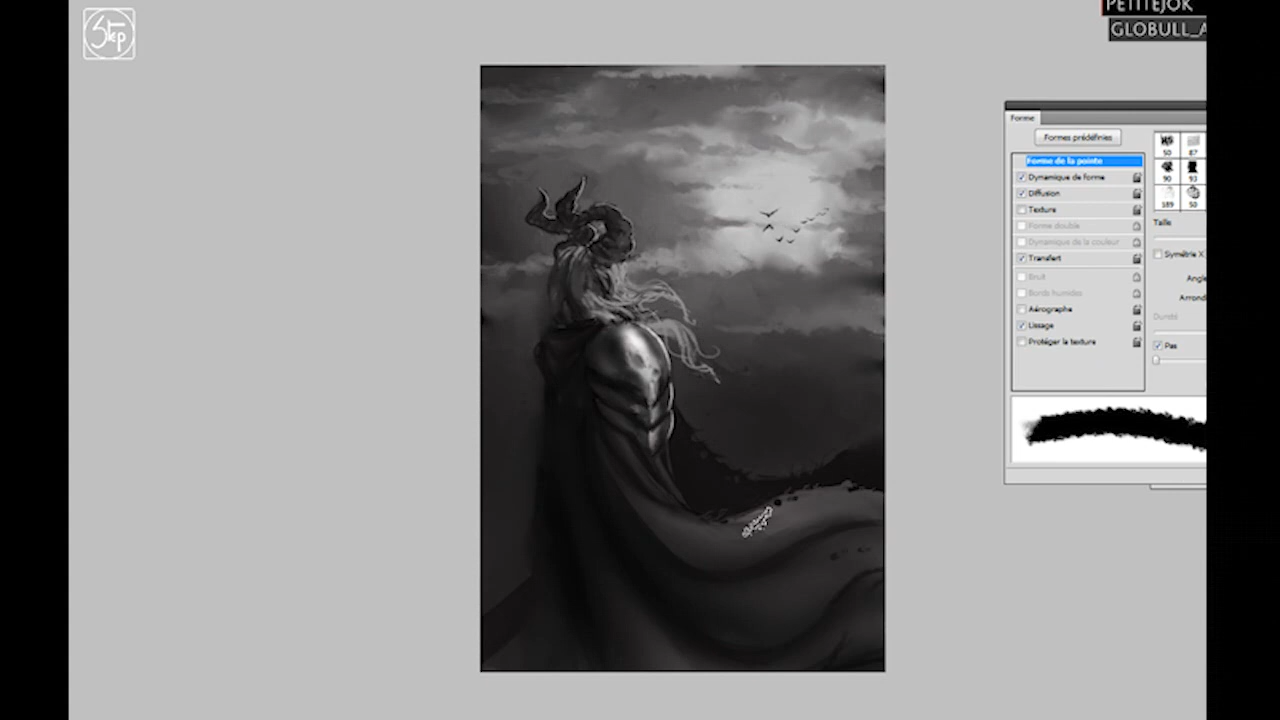 Step
PETITEJOK
GLOBULL_A
Forme
Formes prédéfinies
Forme de la pointe
Dynamique de forme
Diffusion
Texture
Forme double
Dynamique de la couleur
Transfert
Bruit
Bords humides
Aérographe
Lissage
Protéger la texture
50 87
90 93
189 50
Taille
Symétrie X
Angle
Arrondi
Dureté
Pas